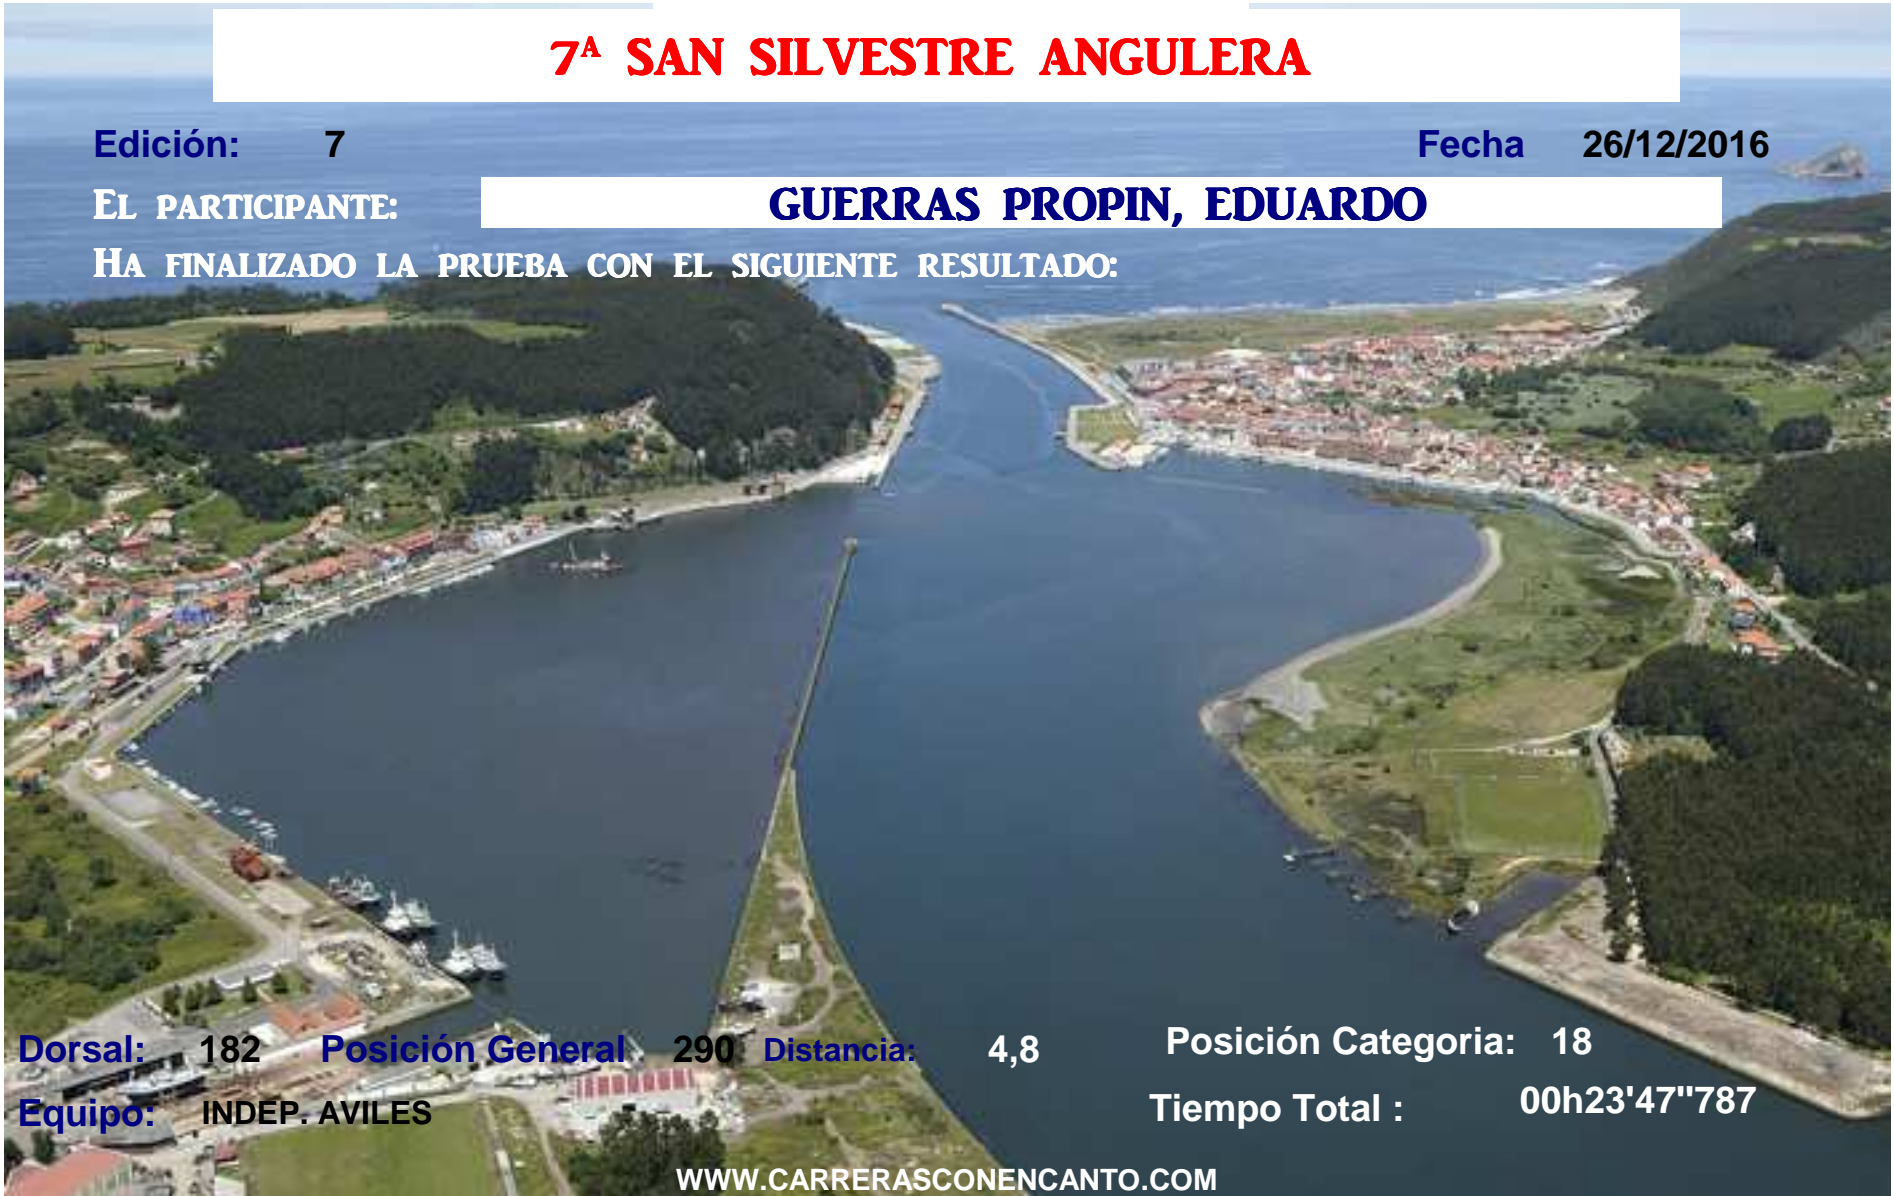 7ª SAN SILVESTRE ANGULERA
Edición: 7 Fecha 26/12/2016
EL PARTICIPANTE: GUERRAS PROPIN, EDUARDO
HA FINALIZADO LA PRUEBA CON EL SIGUIENTE RESULTADO:
Dorsal: 182 Posición General 290 Distancia: 4,8 Posición Categoria: 18
Equipo: INDEP. AVILES Tiempo Total : 00h23'47"787
WWW.CARRERASCONENCANTO.COM